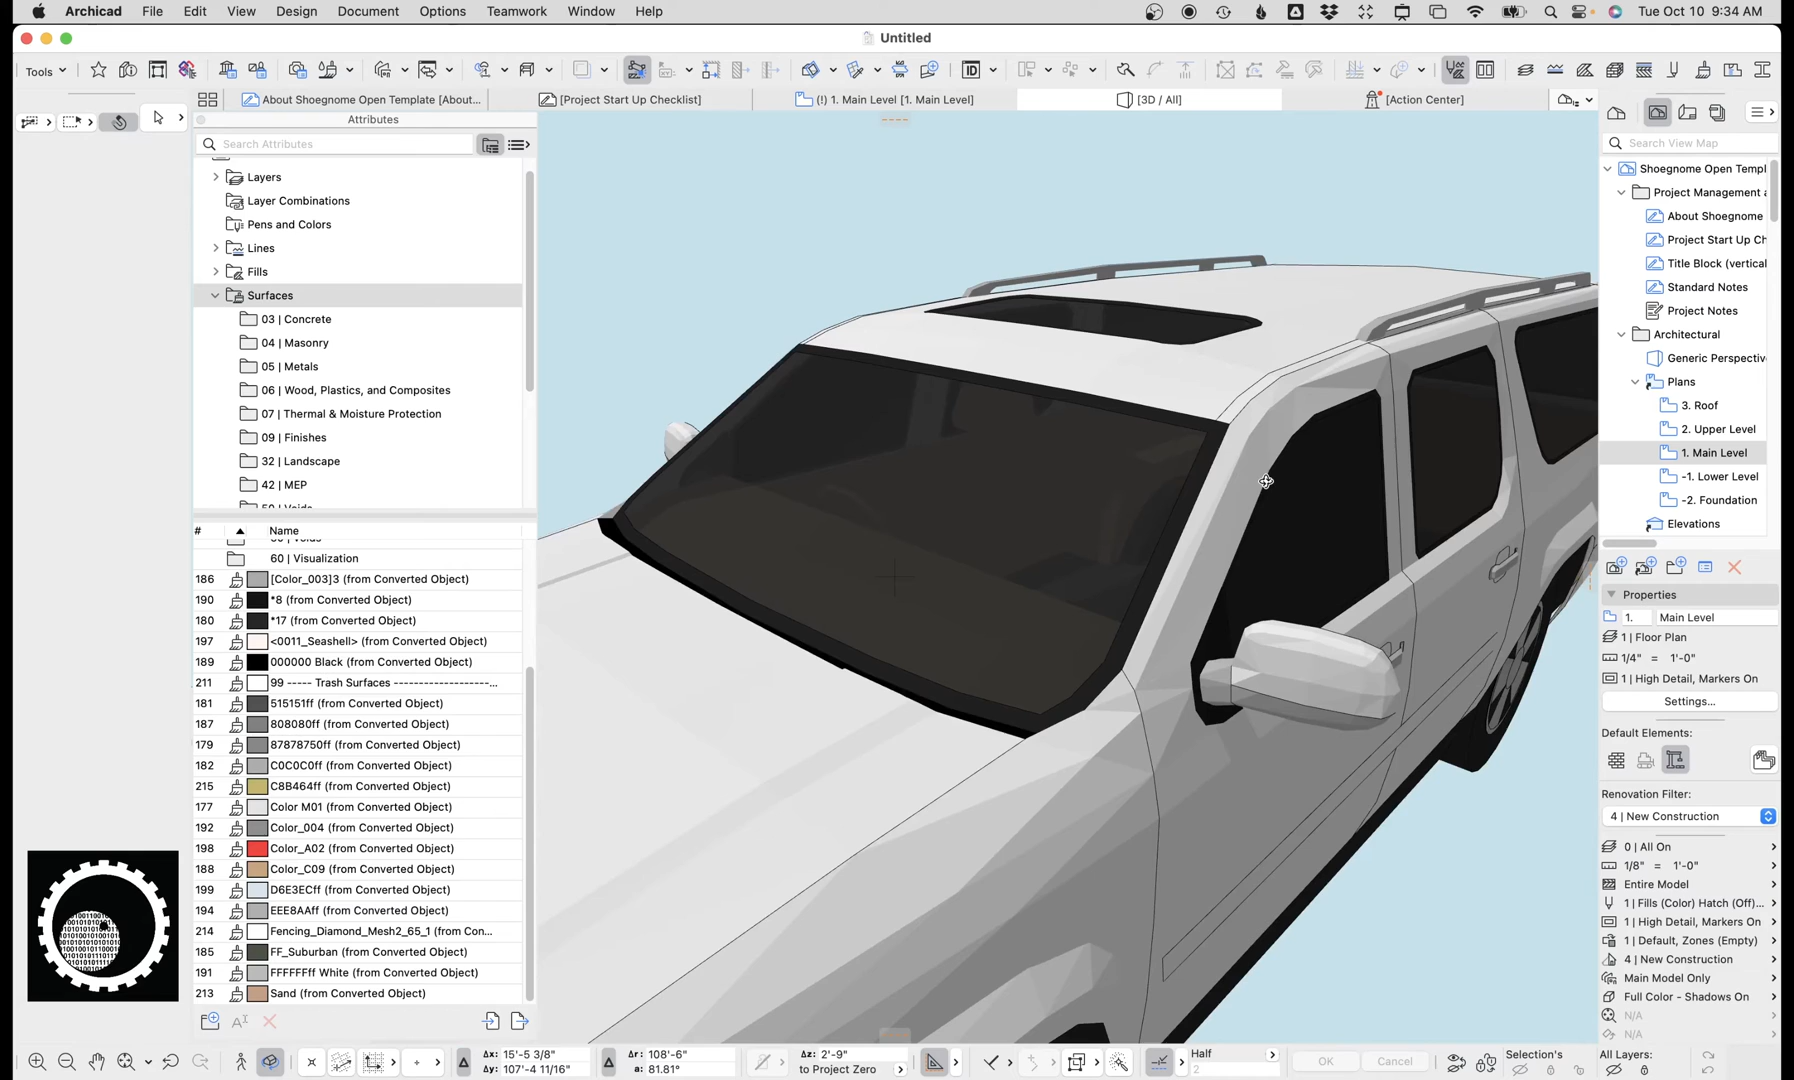 Archicad File Edit View Design Document Options Teamwork Window Help Tue Oct 10 9:34 AM
Untitled
Tools
About Shoegnome Open Template [About...
[Project Start Up Checklist]
(!) 1. Main Level [1. Main Level]
[3D / All]
[Action Center]
Attributes
Search Attributes
Layers
Layer Combinations
Pens and Colors
Lines
Fills
Surfaces
03 | Concrete
04 | Masonry
05 | Metals
06 | Wood, Plastics, and Composites
07 | Thermal & Moisture Protection
09 | Finishes
32 | Landscape
42 | MEP
# Name
60 | Visualization
186 [Color_003]3 (from Converted Object)
190 *8 (from Converted Object)
180 *17 (from Converted Object)
197 <0011_Seashell> (from Converted Object)
189 000000 Black (from Converted Object)
211 99 ----- Trash Surfaces --------------------...
181 515151ff (from Converted Object)
187 808080ff (from Converted Object)
179 87878750ff (from Converted Object)
182 C0C0C0ff (from Converted Object)
215 C8B464ff (from Converted Object)
177 Color M01 (from Converted Object)
192 Color_004 (from Converted Object)
198 Color_A02 (from Converted Object)
188 Color_C09 (from Converted Object)
199 D6E3ECff (from Converted Object)
194 EEE8AAff (from Converted Object)
214 Fencing_Diamond_Mesh2_65_1 (from Con...
185 FF_Suburban (from Converted Object)
191 FFFFFFff White (from Converted Object)
213 Sand (from Converted Object)
Search View Map
Shoegnome Open Templ
Project Management a
About Shoegnome
Project Start Up Ch
Title Block (vertical
Standard Notes
Project Notes
Architectural
Generic Perspectiv
Plans
3. Roof
2. Upper Level
1. Main Level
-1. Lower Level
-2. Foundation
Elevations
Properties
1. Main Level
1 | Floor Plan
1/4" = 1'-0"
1 | High Detail, Markers On
Settings...
Default Elements:
Renovation Filter:
4 | New Construction
0 | All On
1/8" = 1'-0"
Entire Model
1 | Fills (Color) Hatch (Off)...
1 | High Detail, Markers On
1 | Default, Zones (Empty)
4 | New Construction
Main Model Only
Full Color - Shadows On
N/A
N/A
Δx: 15'-5 3/8"
Δy: 107'-4 11/16"
Δr: 108'-6"
a: 81.81°
Δz: 2'-9"
to Project Zero
Half
2
OK
Cancel
Selection's
All Layers: